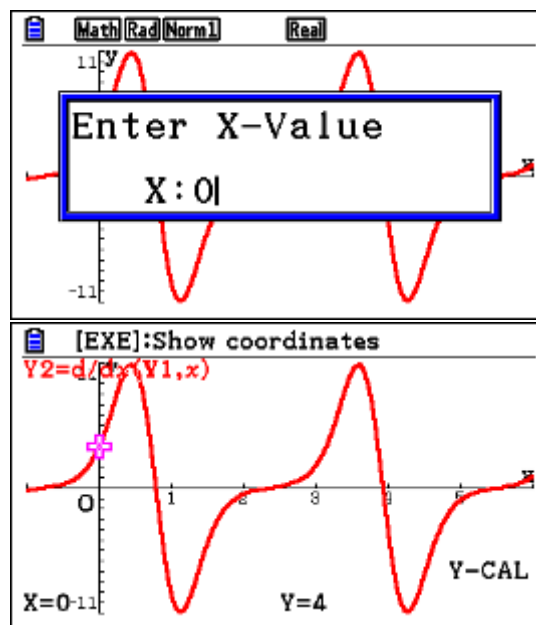 Math Rad Norm1 Real
11 y
Enter X-Value
X:0
x
-11
[EXE]:Show coordinates
Y2=d/dx(Y1,x)
x
O 1 2 3 5
Y-CAL
X=0 -11 Y=4